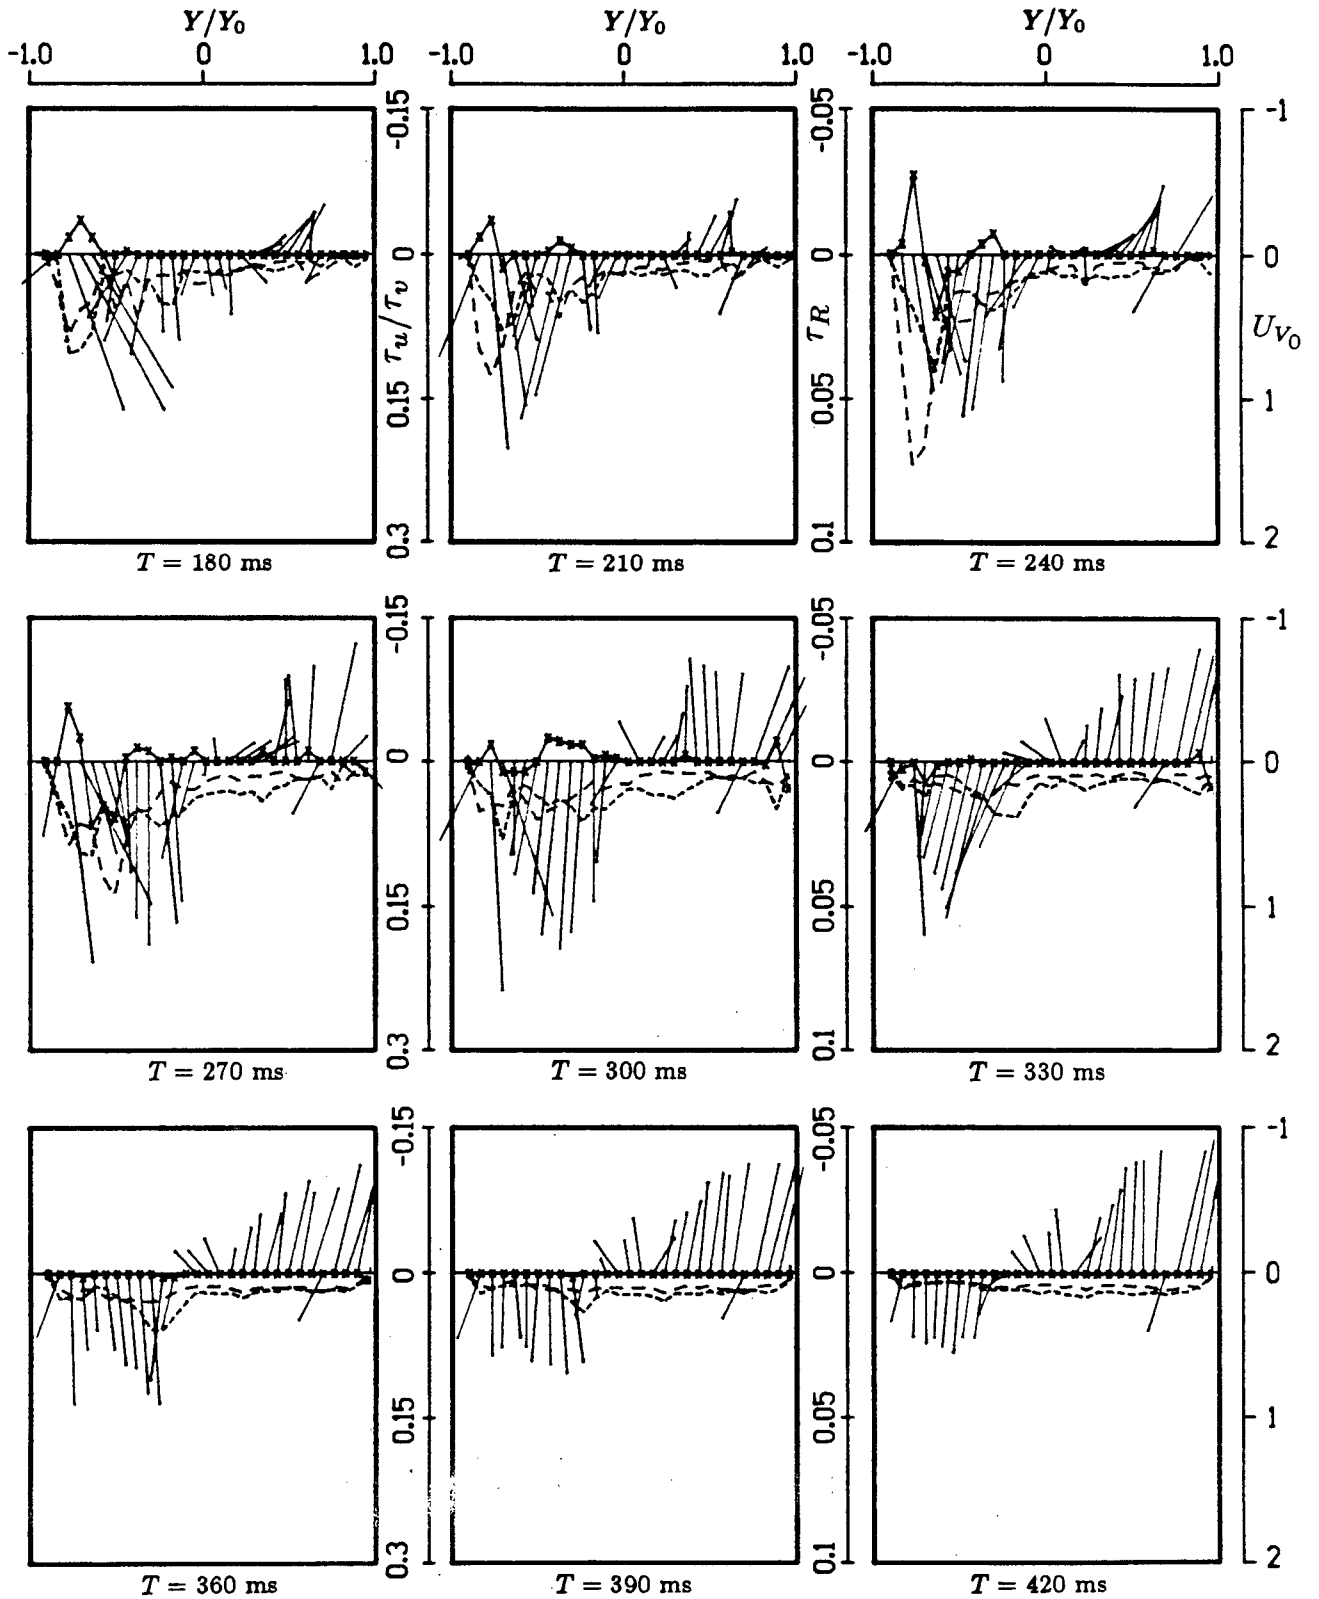 Y/Y₀ Y/Y₀ Y/Y₀
-1.0 0 1.0 -1.0 0 1.0 -1.0 0 1.0
-0.15 0 0.15 0.3
τ_u/τ_v
-0.05 0 0.05 0.1
τ_R
-1 0 1 2
U_V₀
T = 180 ms T = 210 ms T = 240 ms
-0.15 0 0.15 0.3
-0.05 0 0.05 0.1
-1 0 1 2
T = 270 ms T = 300 ms T = 330 ms
-0.15 0 0.15 0.3
-0.05 0 0.05 0.1
-1 0 1 2
T = 360 ms T = 390 ms T = 420 ms